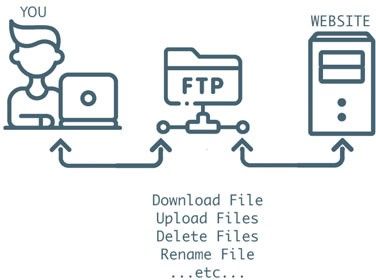 YOU
WEBSITE
FTP
Download File
Upload Files
Delete Files
Rename File
...etc...